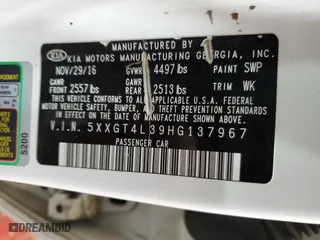 KIA KIA MOTORS MANUFACTURING GEORGIA, INC.
NOV/29/16 GVWR 4497 lbs PAINT SWP
GAWR GAWR
FRONT 2557 lbs REAR 2513 lbs TRIM WK
THIS VEHICLE CONFORMS TO ALL APPLICABLE FEDERAL
MOTOR VEHICLE SAFETY, BUMPER, AND THEFT PREVENTION
STANDARDS IN EFFECT ON THE DATE OF MANUFACTURE SHOWN ABOVE.
V.I.N. 5XXGT4L39HG137967
PASSENGER CAR
5200
DREAMBID